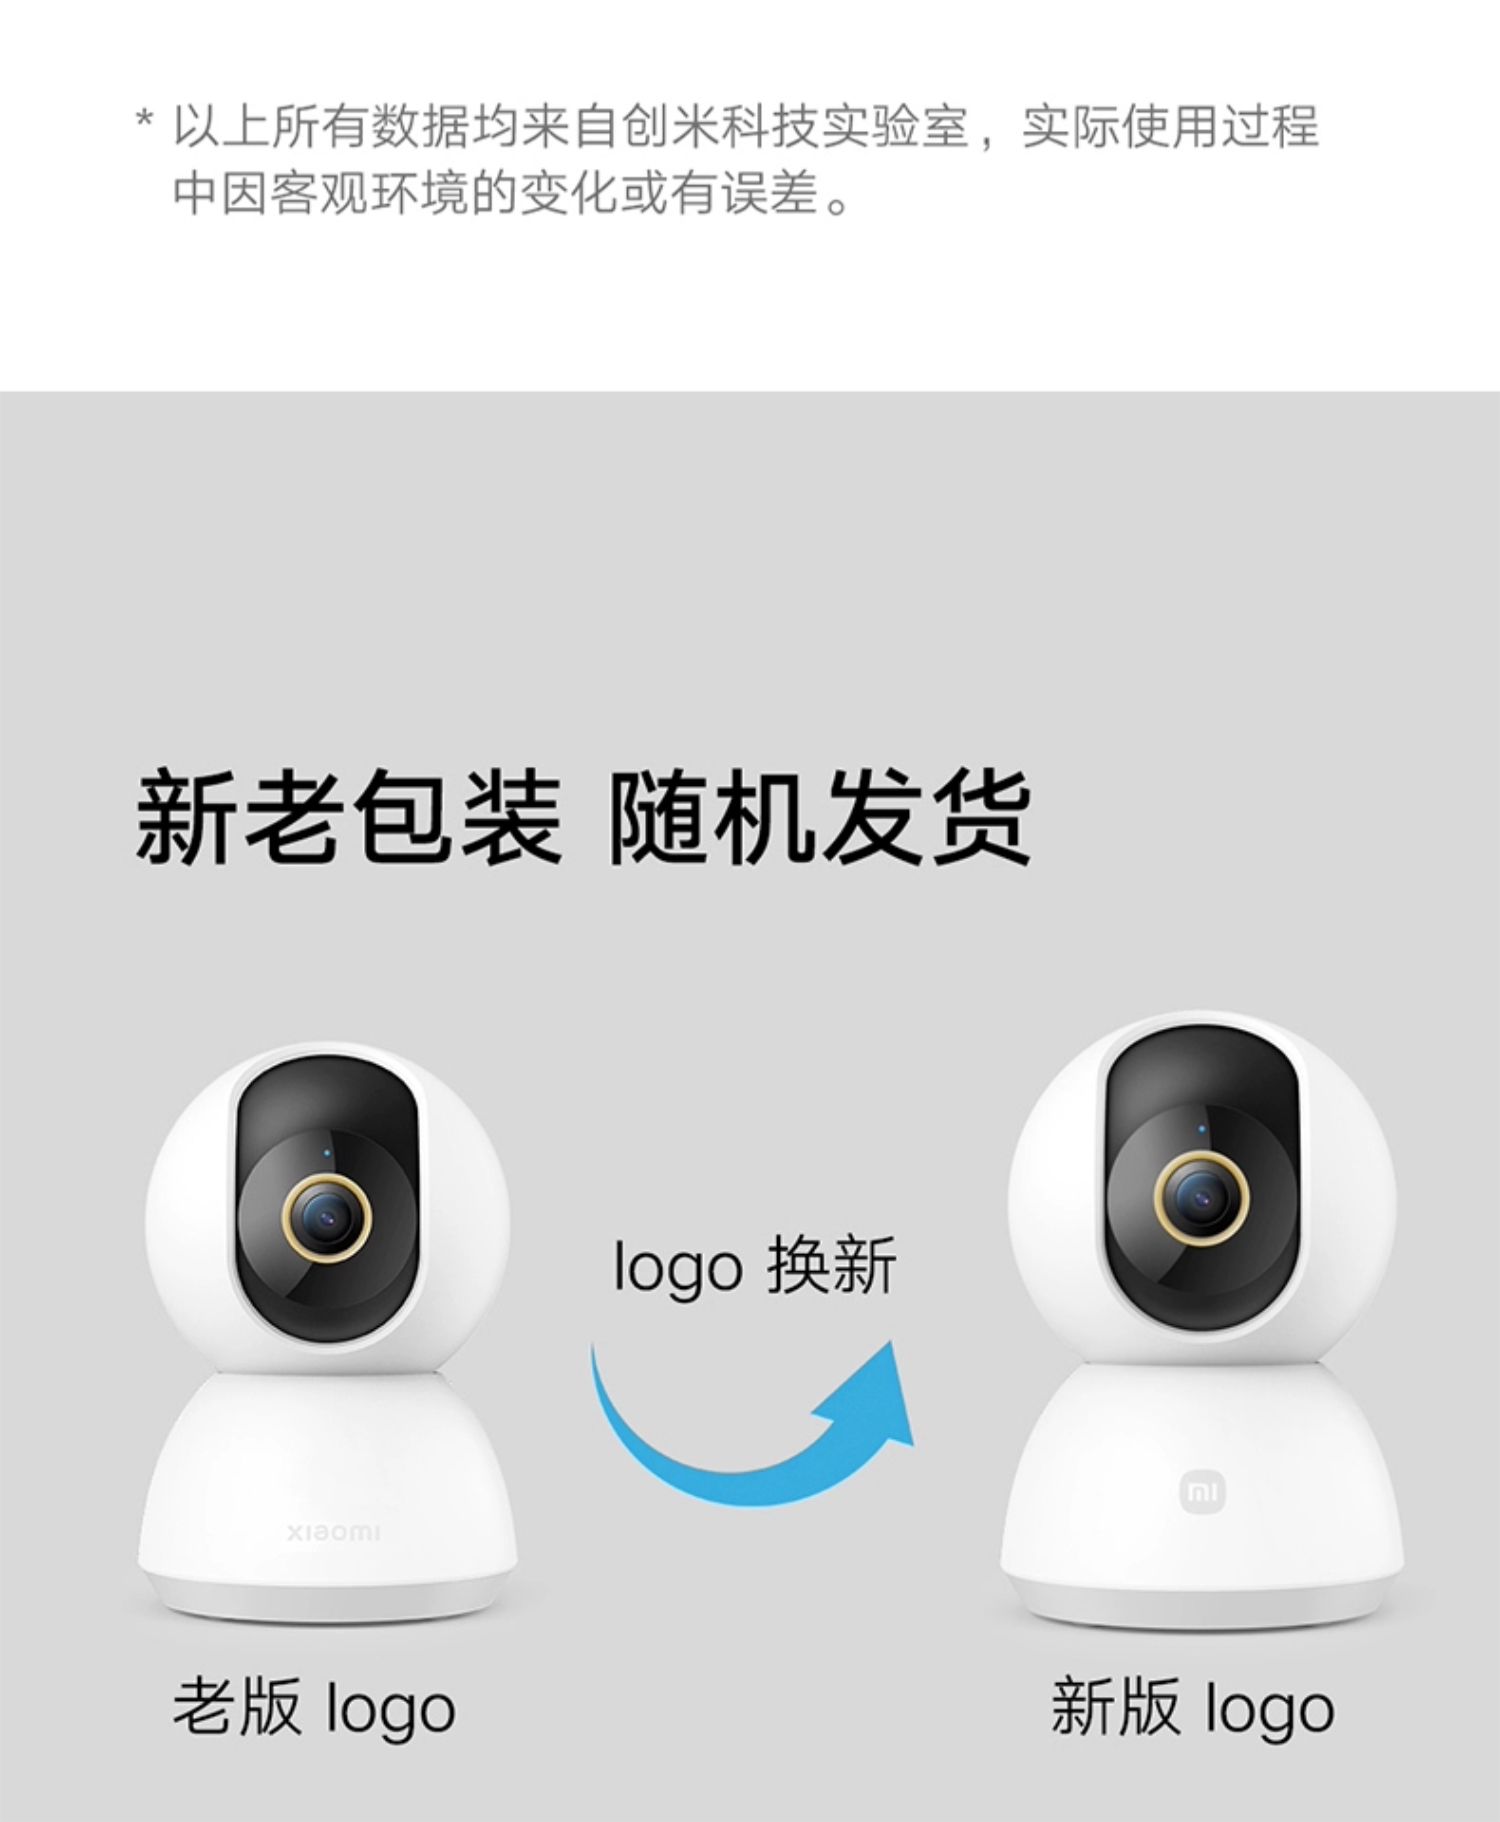 * 以上所有数据均来自创米科技实验室，实际使用过程
中因客观环境的变化或有误差。
新老包装 随机发货
logo 换新
xiaomi
mi
老版 logo
新版 logo